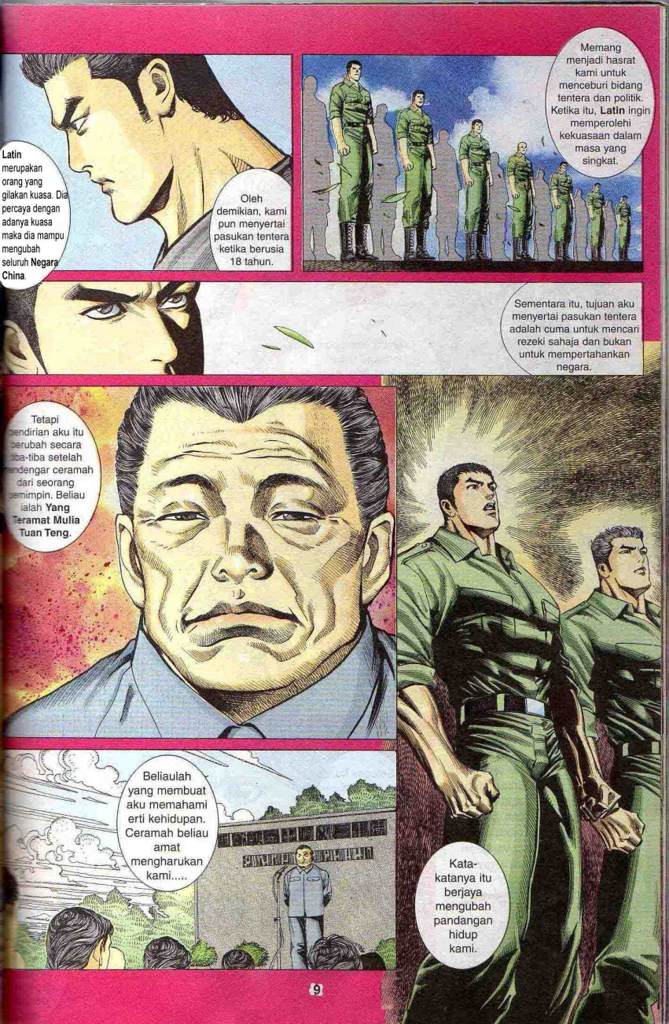 Latin
merupakan
orang yang
gilakan kuasa. Dia
percaya dengan
adanya kuasa
maka dia mampu
mengubah
seluruh Negara
China.
Oleh
demikian, kami
pun menyertai
pasukan tentera
ketika berusia
18 tahun.
Memang
menjadi hasrat
kami untuk
menceburi bidang
tentera dan politik.
Ketika itu, Latin ingin
memperolehi
kekuasaan dalam
masa yang
singkat.
Sementara itu, tujuan aku
menyertai pasukan tentera
adalah cuma untuk mencari
rezeki sahaja dan bukan
untuk mempertahankan
negara.
Tetapi
pendirian aku itu
berubah secara
tiba-tiba setelah
mendengar ceramah
dari seorang
pemimpin. Beliau
ialah Yang
Teramat Mulia
Tuan Teng.
Beliaulah
yang membuat
aku memahami
erti kehidupan.
Ceramah beliau
amat
mengharukan
kami.....
Kata-
katanya itu
berjaya
mengubah
pandangan
hidup
kami.
9